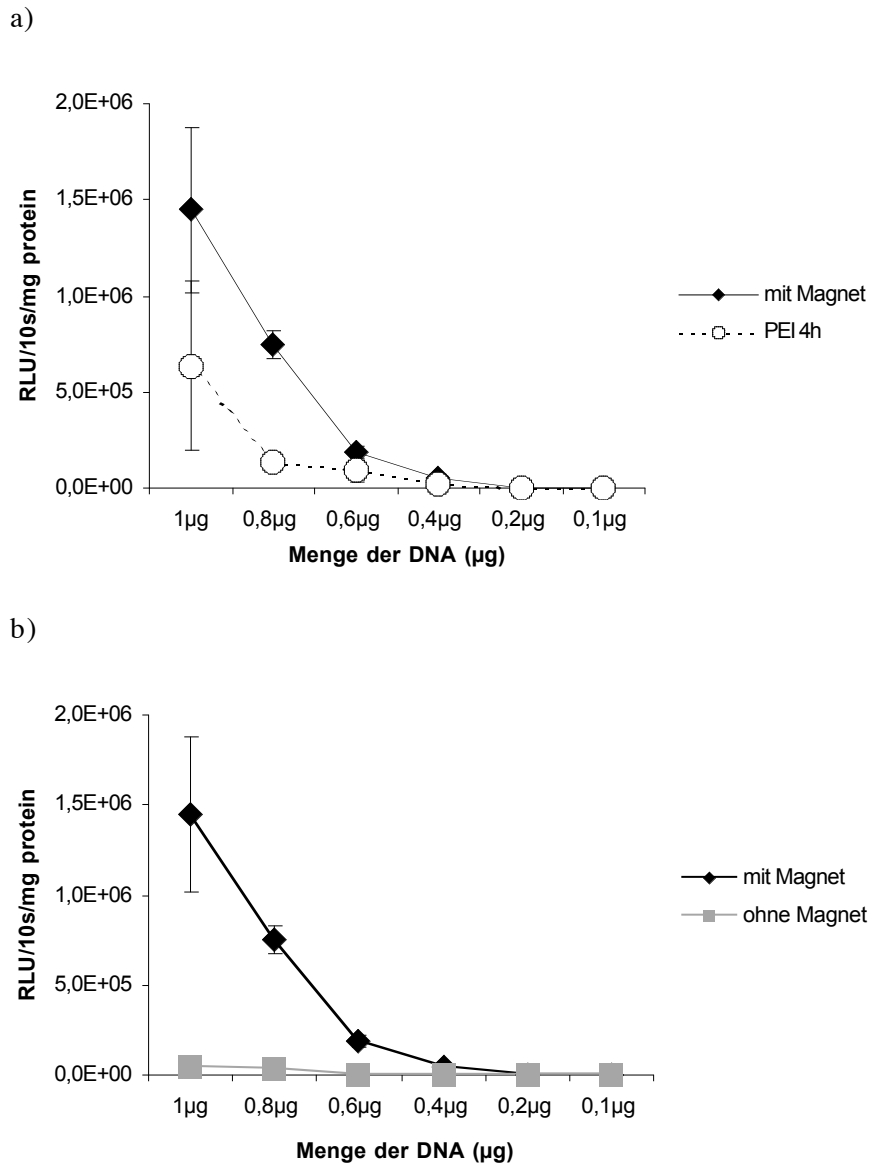 a)
2,0E+06
1,5E+06
1,0E+06
5,0E+05
0,0E+00
RLU/10s/mg protein
1µg 0,8µg 0,6µg 0,4µg 0,2µg 0,1µg
Menge der DNA (µg)
mit Magnet
PEI 4h
b)
2,0E+06
1,5E+06
1,0E+06
5,0E+05
0,0E+00
RLU/10s/mg protein
1µg 0,8µg 0,6µg 0,4µg 0,2µg 0,1µg
Menge der DNA (µg)
mit Magnet
ohne Magnet